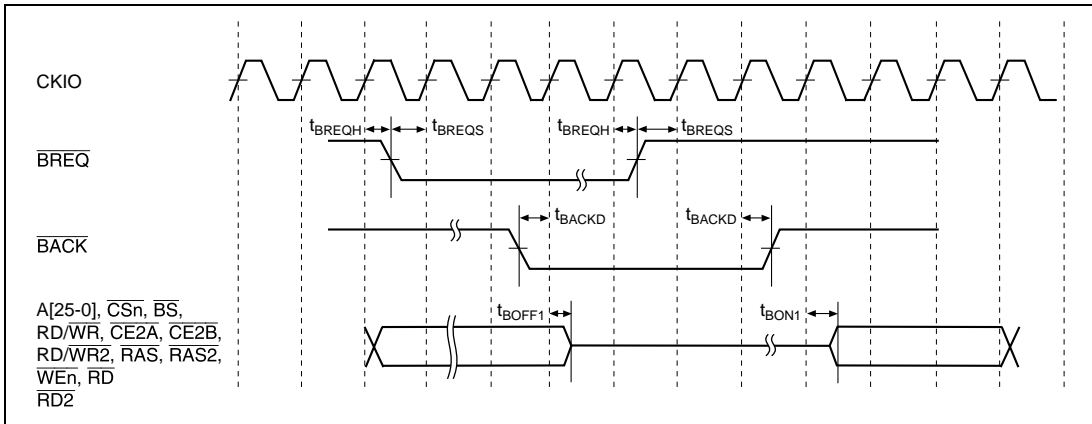 CKIO
tBREQH tBREQS tBREQH tBREQS
BREQ
tBACKD tBACKD
BACK
tBOFF1 tBON1
A[25-0], CSn, BS,
RD/WR, CE2A, CE2B,
RD/WR2, RAS, RAS2,
WEn, RD
RD2